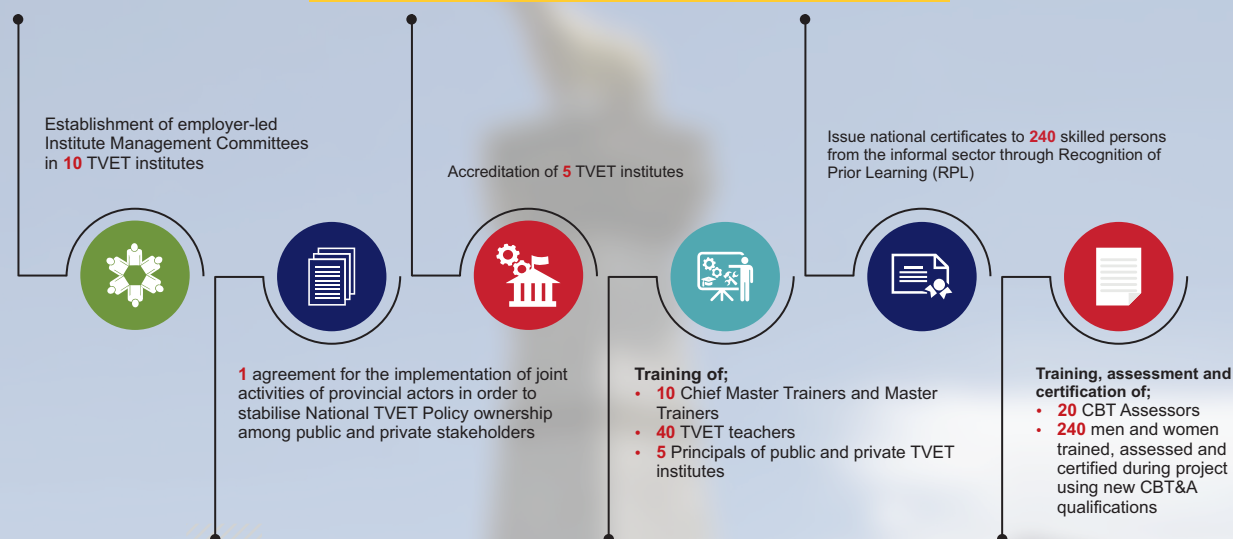 Establishment of employer-led
Institute Management Committees
in 10 TVET institutes
1 agreement for the implementation of joint
activities of provincial actors in order to
stabilise National TVET Policy ownership
among public and private stakeholders
Accreditation of 5 TVET institutes
Training of;
• 10 Chief Master Trainers and Master
Trainers
• 40 TVET teachers
• 5 Principals of public and private TVET
institutes
Issue national certificates to 240 skilled persons
from the informal sector through Recognition of
Prior Learning (RPL)
Training, assessment and
certification of;
• 20 CBT Assessors
• 240 men and women
trained, assessed and
certified during project
using new CBT&A
qualifications